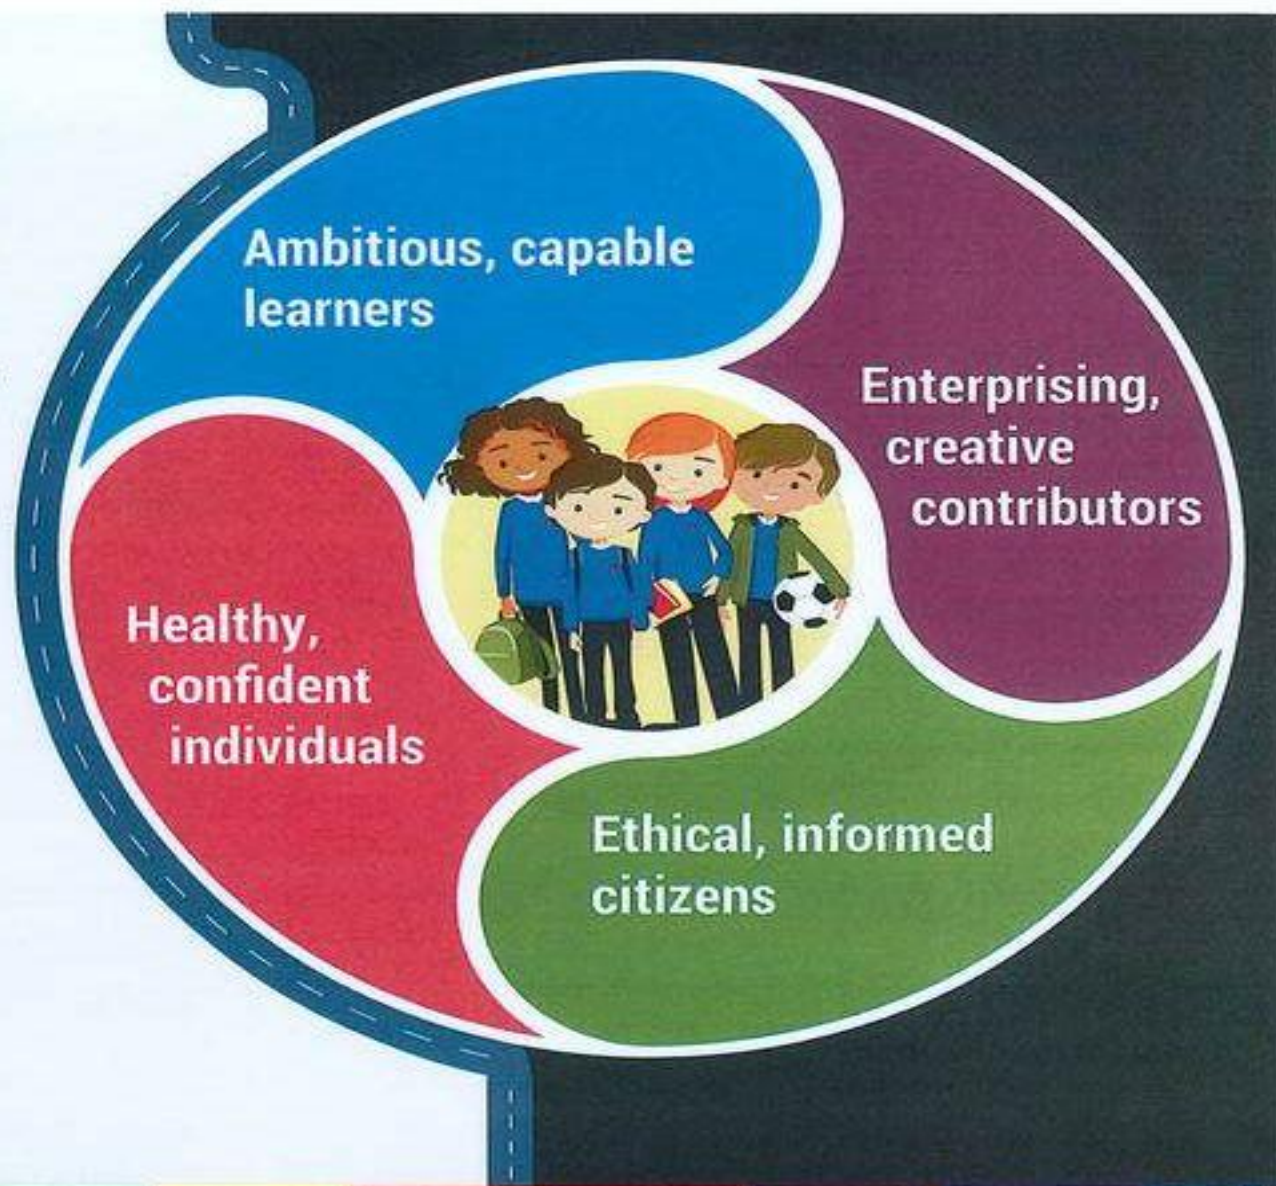 Ambitious, capable
learners
Enterprising,
creative
contributors
Healthy,
confident
individuals
Ethical, informed
citizens